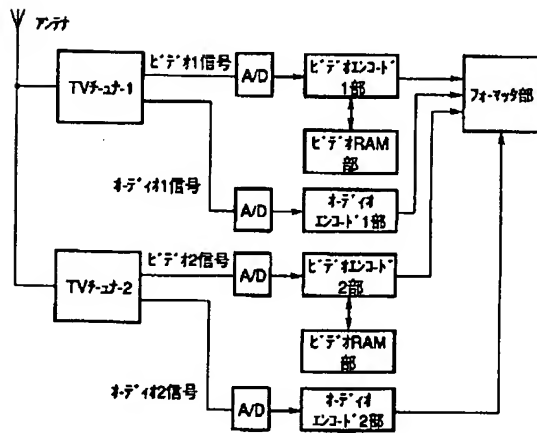 アンテナ
TVチューナ-1
ビデオ1信号
A/D
ビデオエンコード
1部
フォーマッタ部
ビデオRAM
部
オーディオ1信号
A/D
オーディオ
エンコード1部
TVチューナ-2
ビデオ2信号
A/D
ビデオエンコード
2部
ビデオRAM
部
オーディオ2信号
A/D
オーディオ
エンコード2部